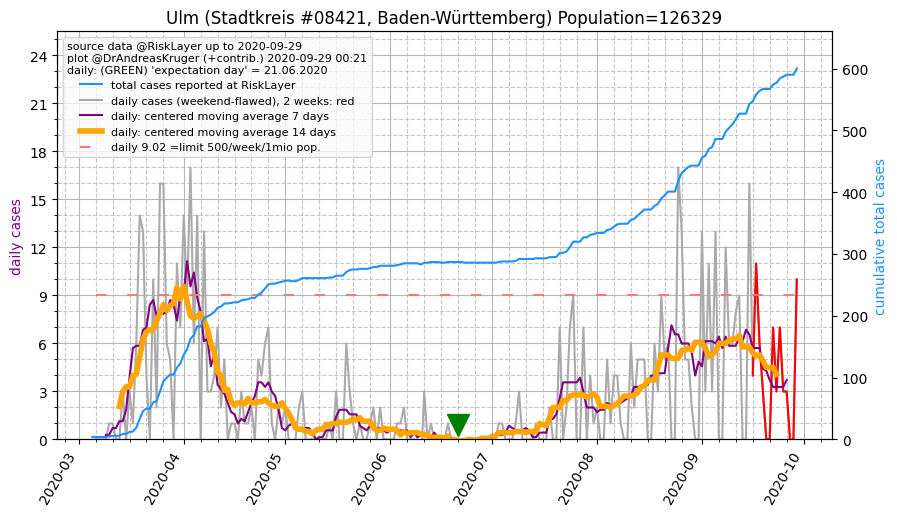 Ulm (Stadtkreis #08421, Baden-Württemberg) Population=126329
source data @RiskLayer up to 2020-09-29
plot @DrAndreasKruger (+contrib.) 2020-09-29 00:21
daily: (GREEN) 'expectation day' = 21.06.2020
total cases reported at RiskLayer
daily cases (weekend-flawed), 2 weeks: red
daily: centered moving average 7 days
daily: centered moving average 14 days
daily 9.02 =limit 500/week/1mio pop.
daily cases
24
21
18
15
12
9
6
3
0
cumulative total cases
600
500
400
300
200
100
0
2020-03
2020-04
2020-05
2020-06
2020-07
2020-08
2020-09
2020-10